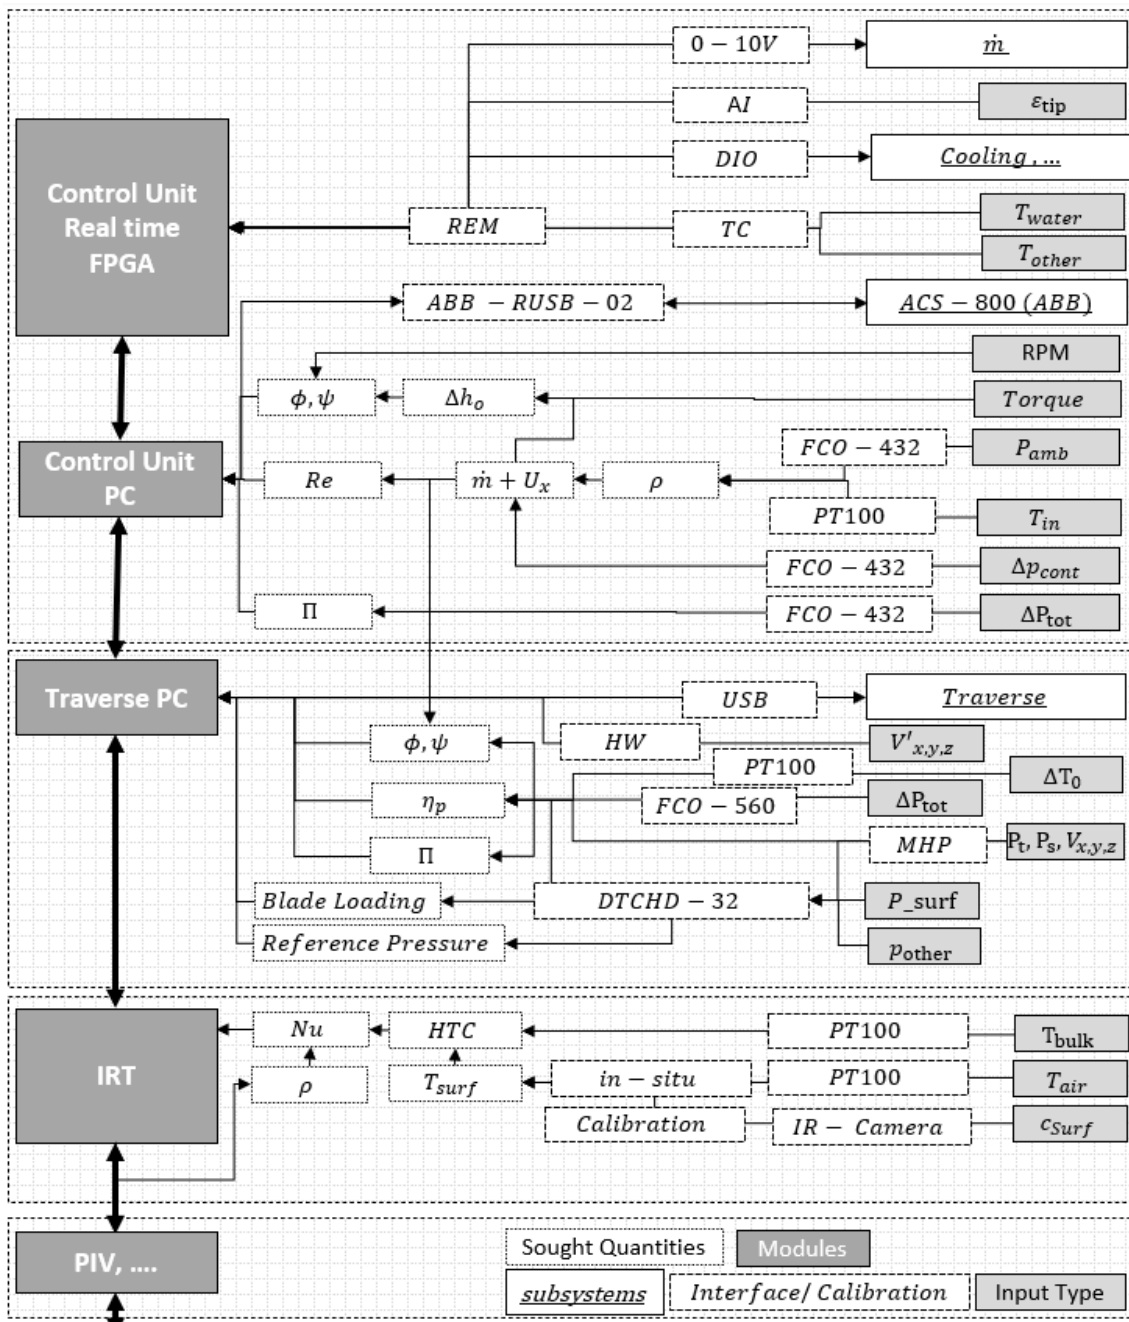 0 − 10V
ṁ
AI
ε_tip
DIO
Cooling, ...
Control Unit
Real time
FPGA
REM
TC
T_water
T_other
ABB − RUSB − 02
ACS − 800 (ABB)
RPM
ϕ, ψ
Δh_o
Torque
Control Unit
PC
FCO − 432
P_amb
Re
ṁ + U_x
ρ
PT100
T_in
FCO − 432
Δp_cont
Π
FCO − 432
ΔP_tot
Traverse PC
USB
Traverse
ϕ, ψ
HW
V'_x,y,z
PT100
ΔT_0
η_p
FCO − 560
ΔP_tot
Π
MHP
P_t, P_s, V_x,y,z
Blade Loading
DTCHD − 32
P_surf
Reference Pressure
p_other
IRT
Nu
HTC
PT100
T_bulk
ρ
T_surf
in − situ
PT100
T_air
Calibration
IR − Camera
c_Surf
PIV, ....
Sought Quantities
Modules
subsystems
Interface/ Calibration
Input Type